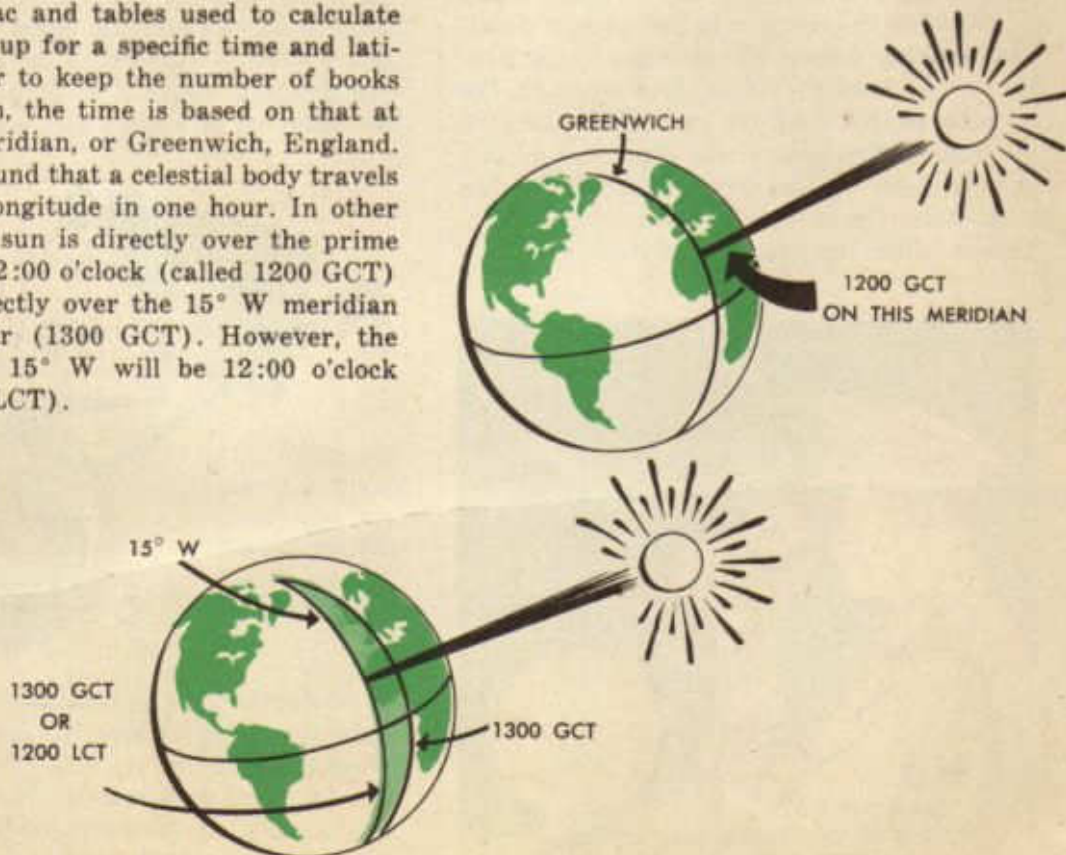 ac and tables used to calculate
up for a specific time and lati-
r to keep the number of books
, the time is based on that at
ridian, or Greenwich, England.
und that a celestial body travels
ongitude in one hour. In other
sun is directly over the prime
2:00 o'clock (called 1200 GCT)
ectly over the 15° W meridian
r (1300 GCT). However, the
15° W will be 12:00 o'clock
LCT).
GREENWICH
1200 GCT
ON THIS MERIDIAN
15° W
1300 GCT
OR
1200 LCT
1300 GCT